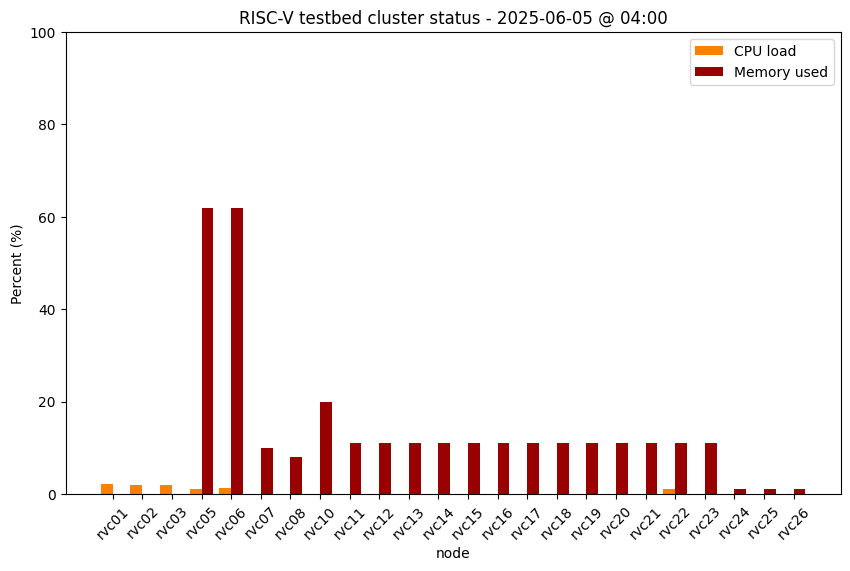 RISC-V testbed cluster status - 2025-06-05 @ 04:00
CPU load
Memory used
Percent (%)
100
80
60
40
20
0
rvc01
rvc02
rvc03
rvc05
rvc06
rvc07
rvc08
rvc10
rvc11
rvc12
rvc13
rvc14
rvc15
rvc16
rvc17
rvc18
rvc19
rvc20
rvc21
rvc22
rvc23
rvc24
rvc25
rvc26
node